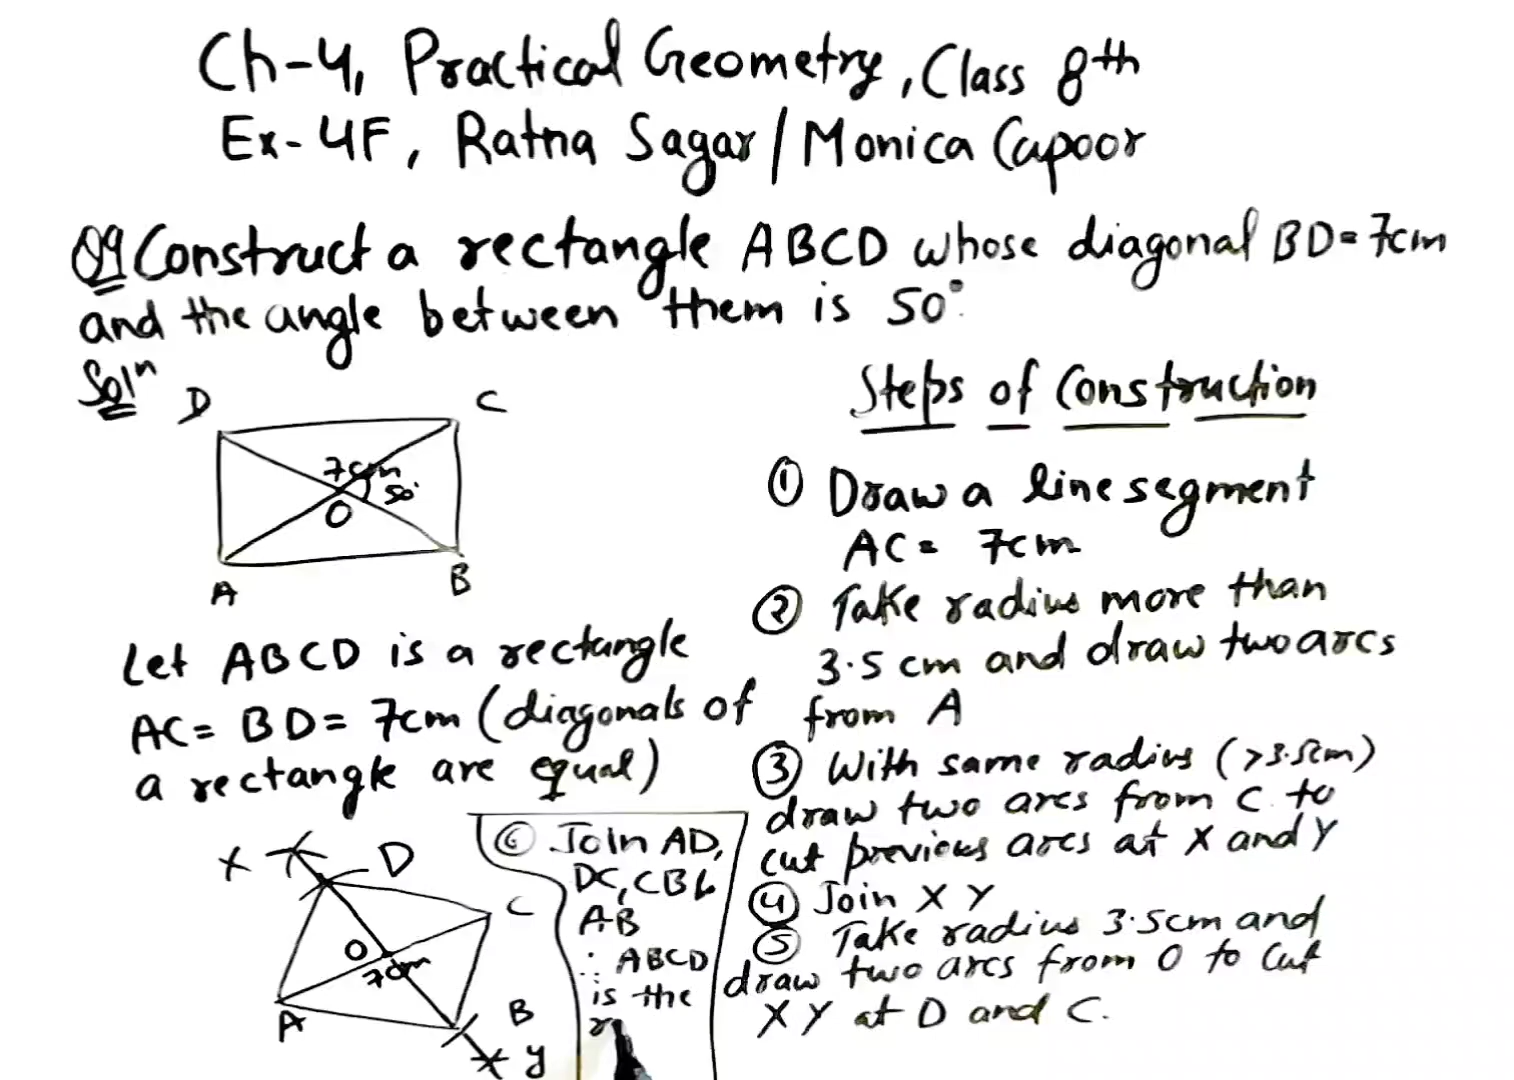 Ch-4, Practical Geometry, Class 8th
Ex-4F, Ratna Sagar/Monica Capoor
Q9 Construct a rectangle ABCD whose diagonal BD=7cm
and the angle between them is 50°.
Soln
D C
7cm
50°
O
A B
Let ABCD is a rectangle
AC= BD= 7cm (diagonals of
a rectangle are equal)
X D
C
O
7cm
A
B
Y
Steps of Construction
① Draw a line segment
AC= 7cm
② Take radius more than
3.5 cm and draw two arcs
from A
③ With same radius (>3.5cm)
draw two arcs from C to
cut previous arcs at X and Y
④ Join X Y
⑤ Take radius 3.5cm and
draw two arcs from O to cut
XY at D and C.
⑥ Join AD,
DC, CB &
AB
∴ ABCD
is the
r